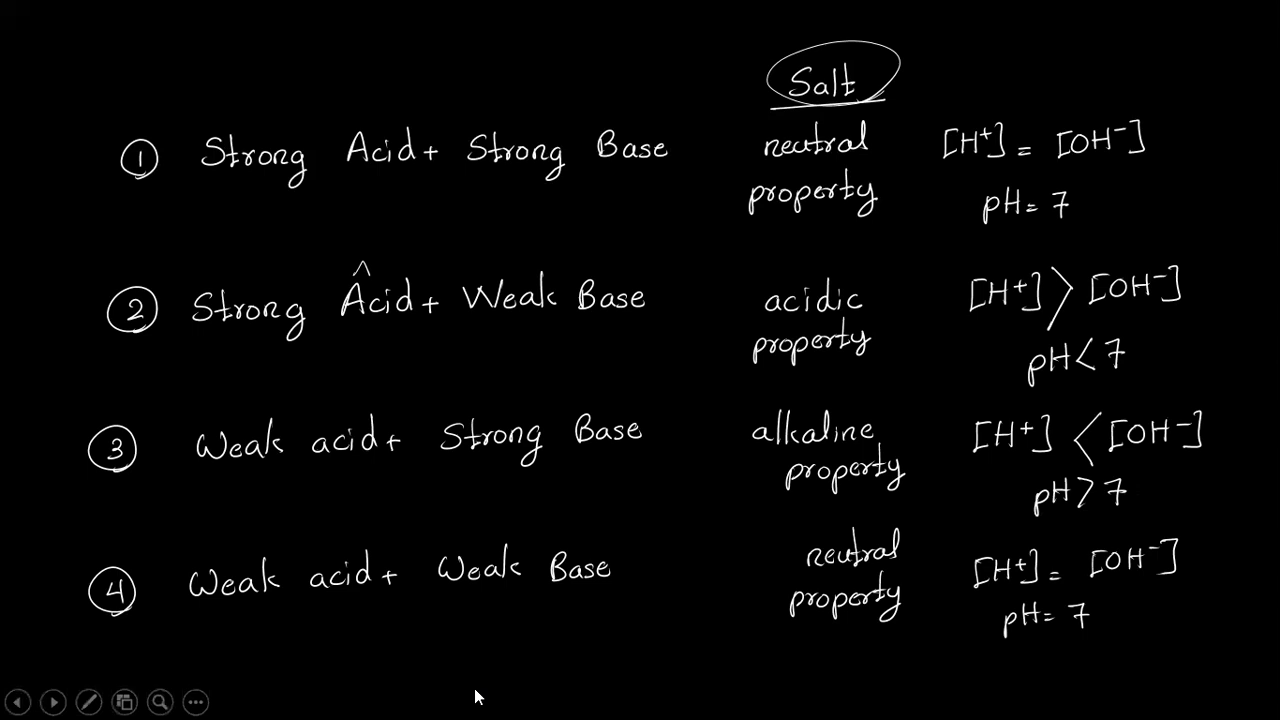 Salt
① Strong Acid + Strong Base neutral property [H⁺] = [OH⁻] pH = 7
② Strong Acid + Weak Base acidic property [H⁺] > [OH⁻] pH < 7
③ Weak acid + Strong Base alkaline property [H⁺] < [OH⁻] pH > 7
④ Weak acid + Weak Base neutral property [H⁺] = [OH⁻] pH = 7